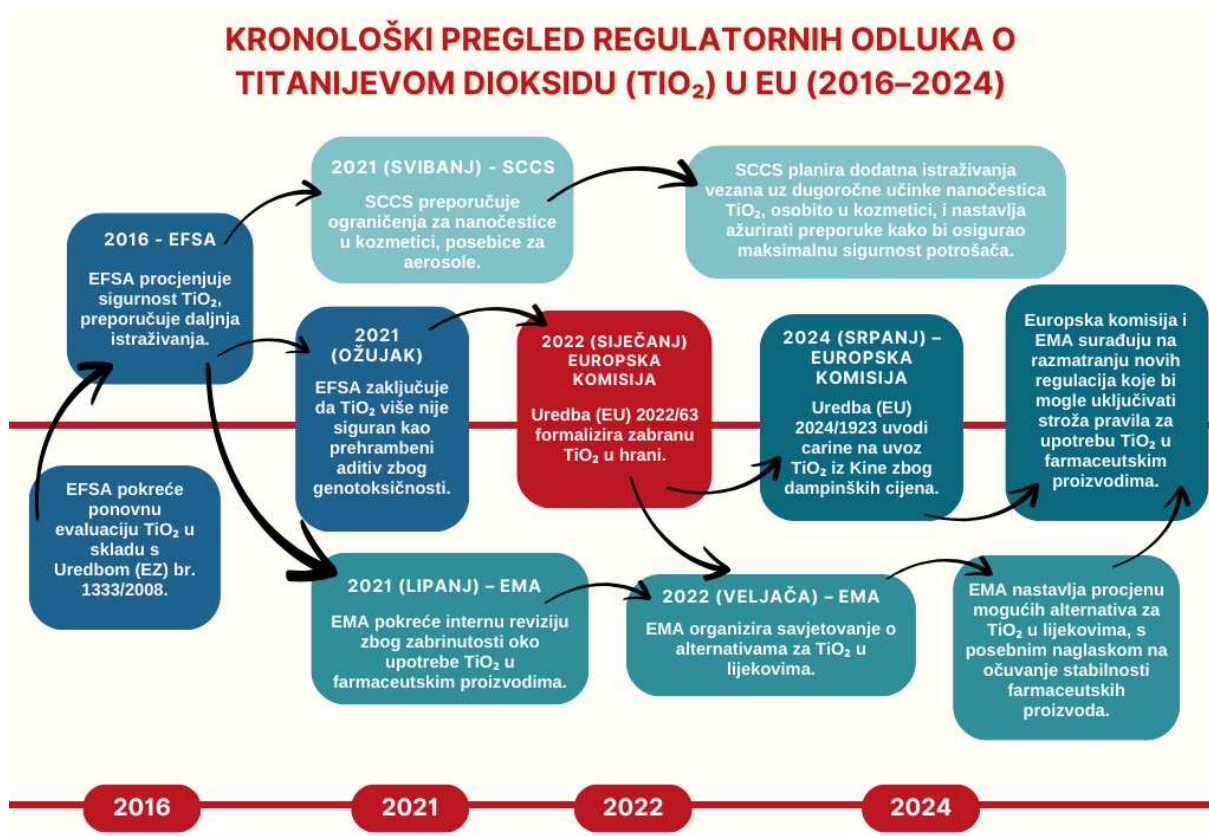 KRONOLOŠKI PREGLED REGULATORNIH ODLUKA O
TITANIJEVOM DIOKSIDU (TIO₂) U EU (2016–2024)
EFSA pokreće
ponovnu
evaluaciju TiO₂ u
skladu s
Uredbom (EZ) br.
1333/2008.
2016 - EFSA
EFSA procjenjuje
sigurnost TiO₂,
preporučuje daljnja
istraživanja.
2021 (SVIBANJ) - SCCS
SCCS preporučuje
ograničenja za nanočestice
u kozmetici, posebice za
aerosole.
SCCS planira dodatna istraživanja
vezana uz dugoročne učinke nanočestica
TiO₂, osobito u kozmetici, i nastavlja
ažurirati preporuke kako bi osigurao
maksimalnu sigurnost potrošača.
2021
(OŽUJAK)
EFSA zaključuje
da TiO₂ više nije
siguran kao
prehrambeni
aditiv zbog
genotoksičnosti.
2022 (SIJEČANJ)
EUROPSKA
KOMISIJA
Uredba (EU) 2022/63
formalizira zabranu
TiO₂ u hrani.
2024 (SRPANJ) –
EUROPSKA
KOMISIJA
Uredba (EU)
2024/1923 uvodi
carine na uvoz
TiO₂ iz Kine zbog
dampinških cijena.
Europska komisija i
EMA surađuju na
razmatranju novih
regulacija koje bi
mogle uključivati
stroža pravila za
upotrebu TiO₂ u
farmaceutskim
proizvodima.
2021 (LIPANJ) – EMA
EMA pokreće internu reviziju
zbog zabrinutosti oko
upotrebe TiO₂ u
farmaceutskim proizvodima.
2022 (VELJAČA) – EMA
EMA organizira savjetovanje o
alternativama za TiO₂ u
lijekovima.
EMA nastavlja procjenu
mogućih alternativa za
TiO₂ u lijekovima, s
posebnim naglaskom na
očuvanje stabilnosti
farmaceutskih
proizvoda.
2016
2021
2022
2024